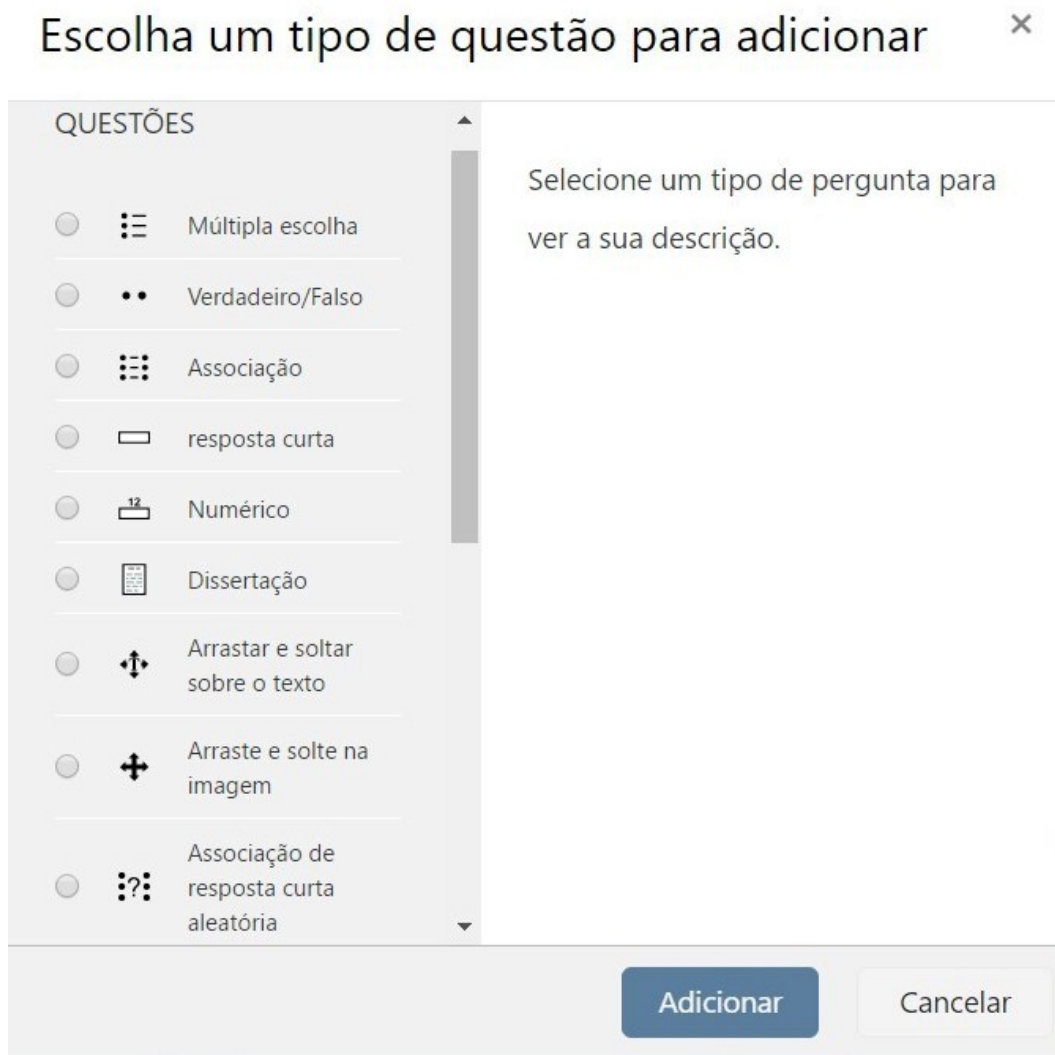 Escolha um tipo de questão para adicionar
×
QUESTÕES
Múltipla escolha
Verdadeiro/Falso
Associação
resposta curta
12
Numérico
Dissertação
Arrastar e soltar
sobre o texto
Arraste e solte na
imagem
?
Associação de
resposta curta
aleatória
Selecione um tipo de pergunta para
ver a sua descrição.
Adicionar
Cancelar